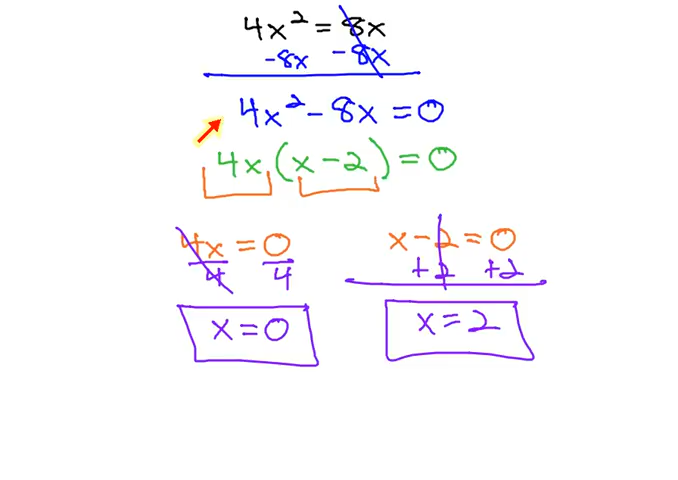 4x² = 8x
-8x -8x
4x² - 8x = 0
4x (x - 2) = 0
4x = 0
4 4
x = 0
x - 2 = 0
+2 +2
x = 2